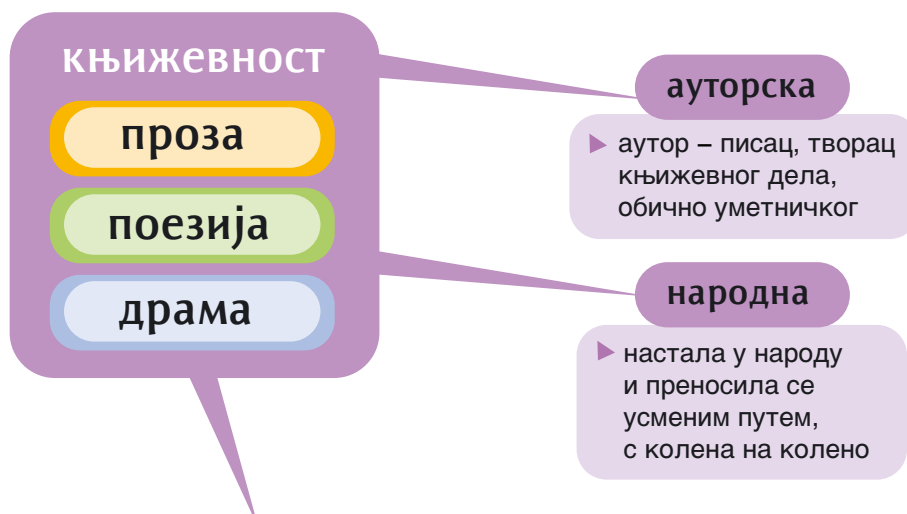 књижевност
проза
поезија
драма
ауторска
аутор – писац, творац
књижевног дела,
обично уметничког
народна
настала у народу
и преносила се
усменим путем,
с колена на колено